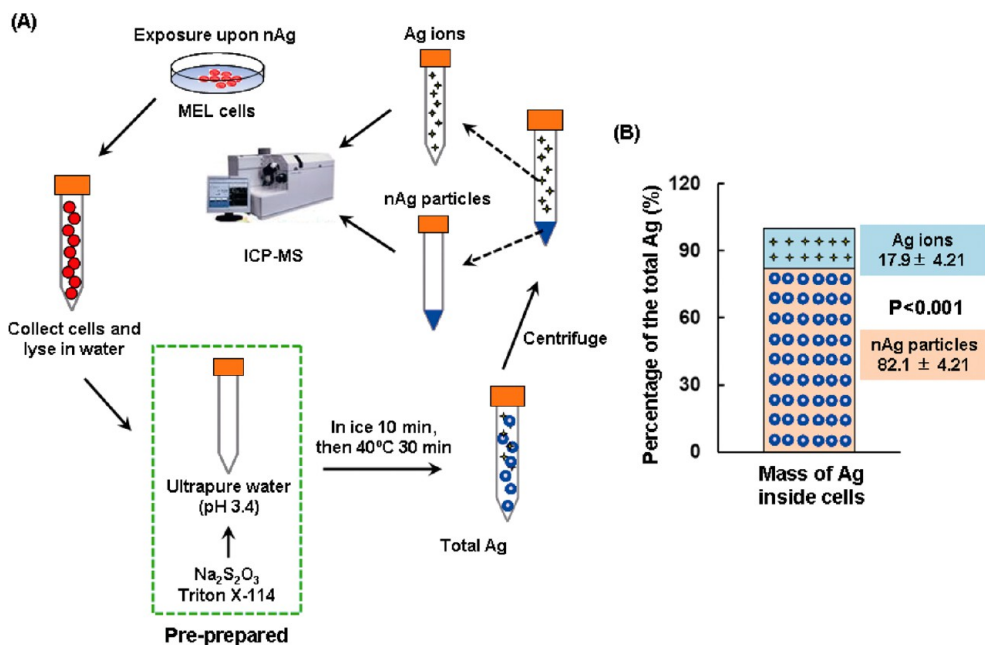 (A)
Exposure upon nAg
MEL cells
Collect cells and
lyse in water
Ultrapure water
(pH 3.4)
Na₂S₂O₃
Triton X-114
Pre-prepared
In ice 10 min,
then 40ºC 30 min
Total Ag
Centrifuge
Ag ions
nAg particles
ICP-MS
(B)
Percentage of the total Ag (%)
120
90
60
30
0
Ag ions
17.9 ± 4.21
P<0.001
nAg particles
82.1 ± 4.21
Mass of Ag
inside cells